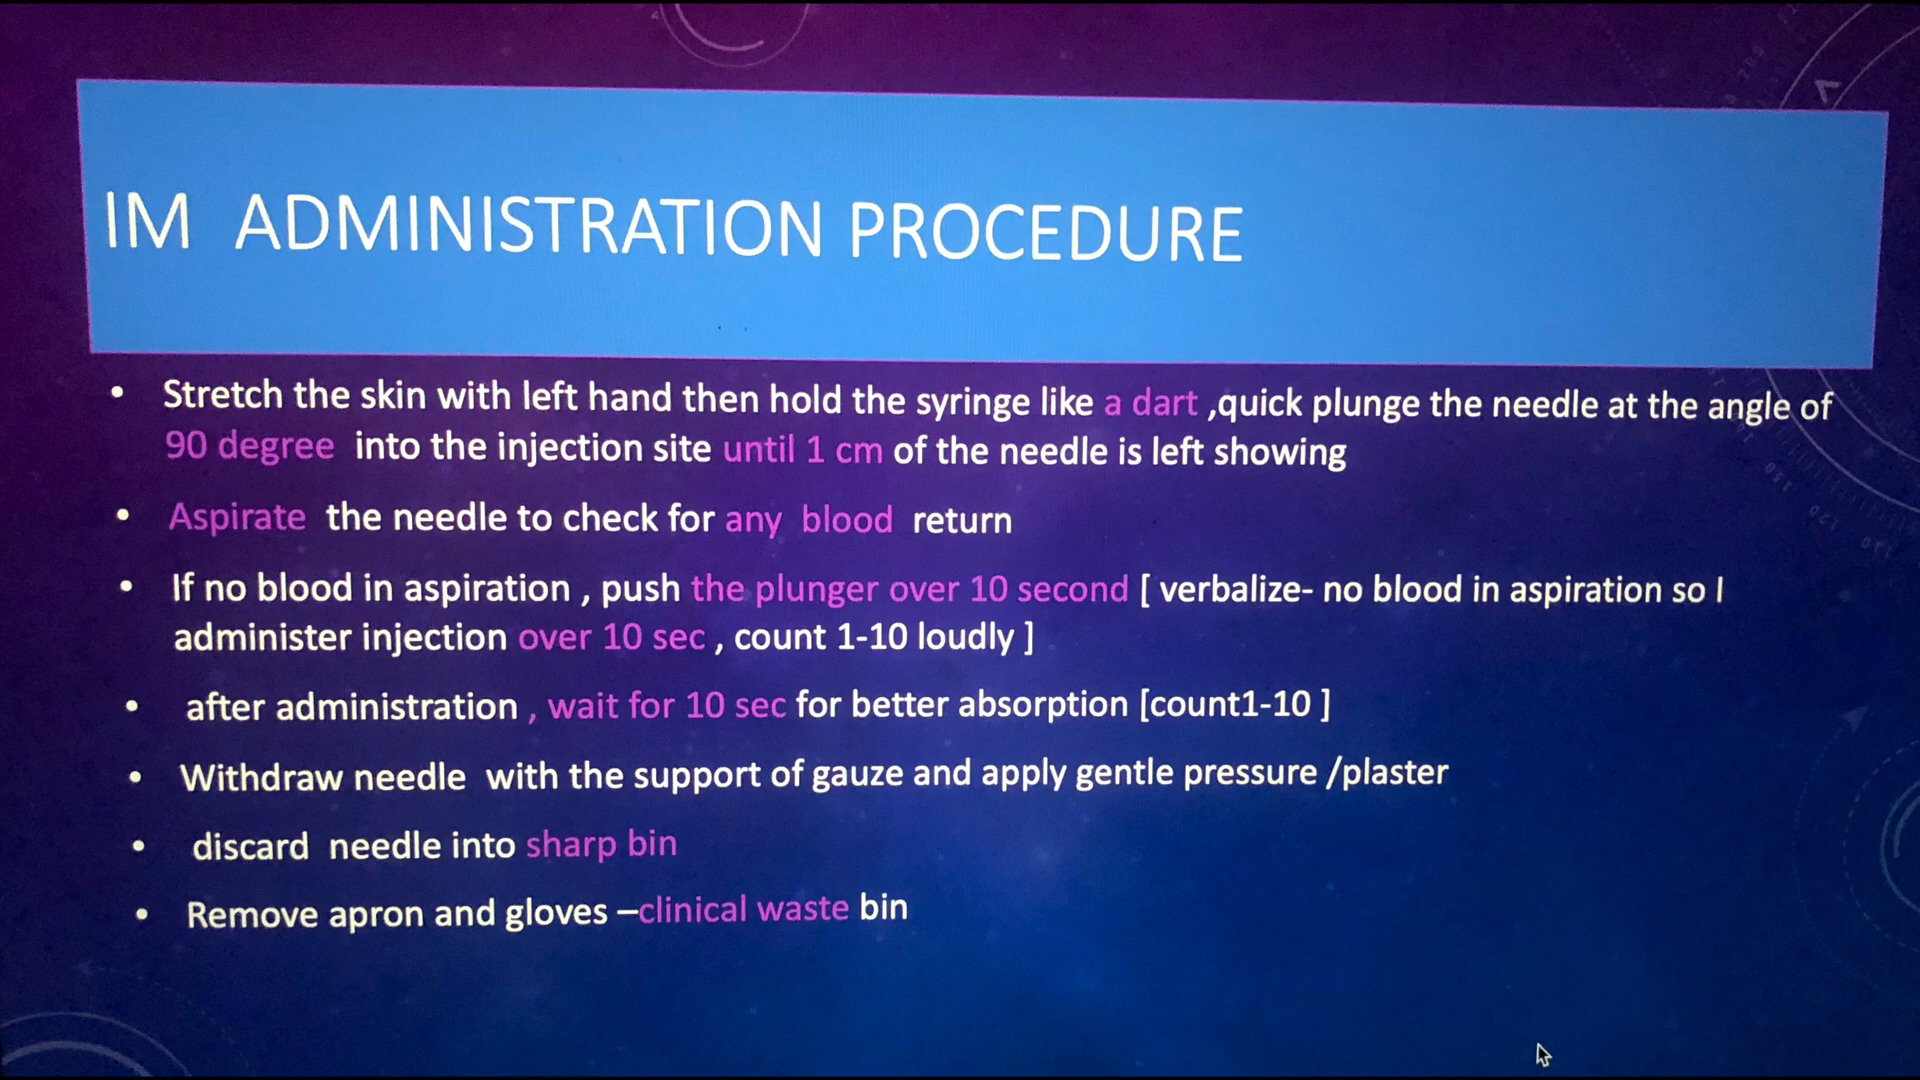 IM ADMINISTRATION PROCEDURE
• Stretch the skin with left hand then hold the syringe like a dart ,quick plunge the needle at the angle of
90 degree into the injection site until 1 cm of the needle is left showing
• Aspirate the needle to check for any blood return
• If no blood in aspiration , push the plunger over 10 second [ verbalize- no blood in aspiration so I
administer injection over 10 sec , count 1-10 loudly ]
• after administration , wait for 10 sec for better absorption [count1-10 ]
• Withdraw needle with the support of gauze and apply gentle pressure /plaster
• discard needle into sharp bin
• Remove apron and gloves –clinical waste bin